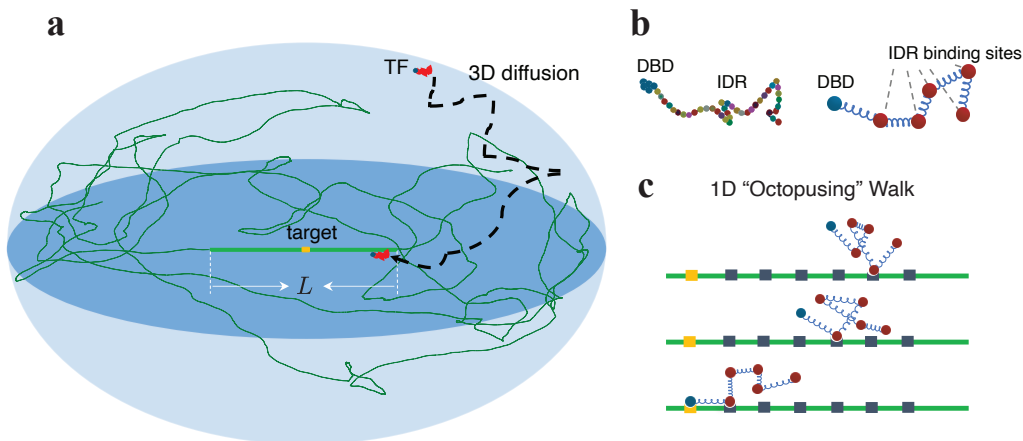 a
TF
3D diffusion
target
L
b
DBD
IDR
DBD
IDR binding sites
c
1D “Octopusing” Walk